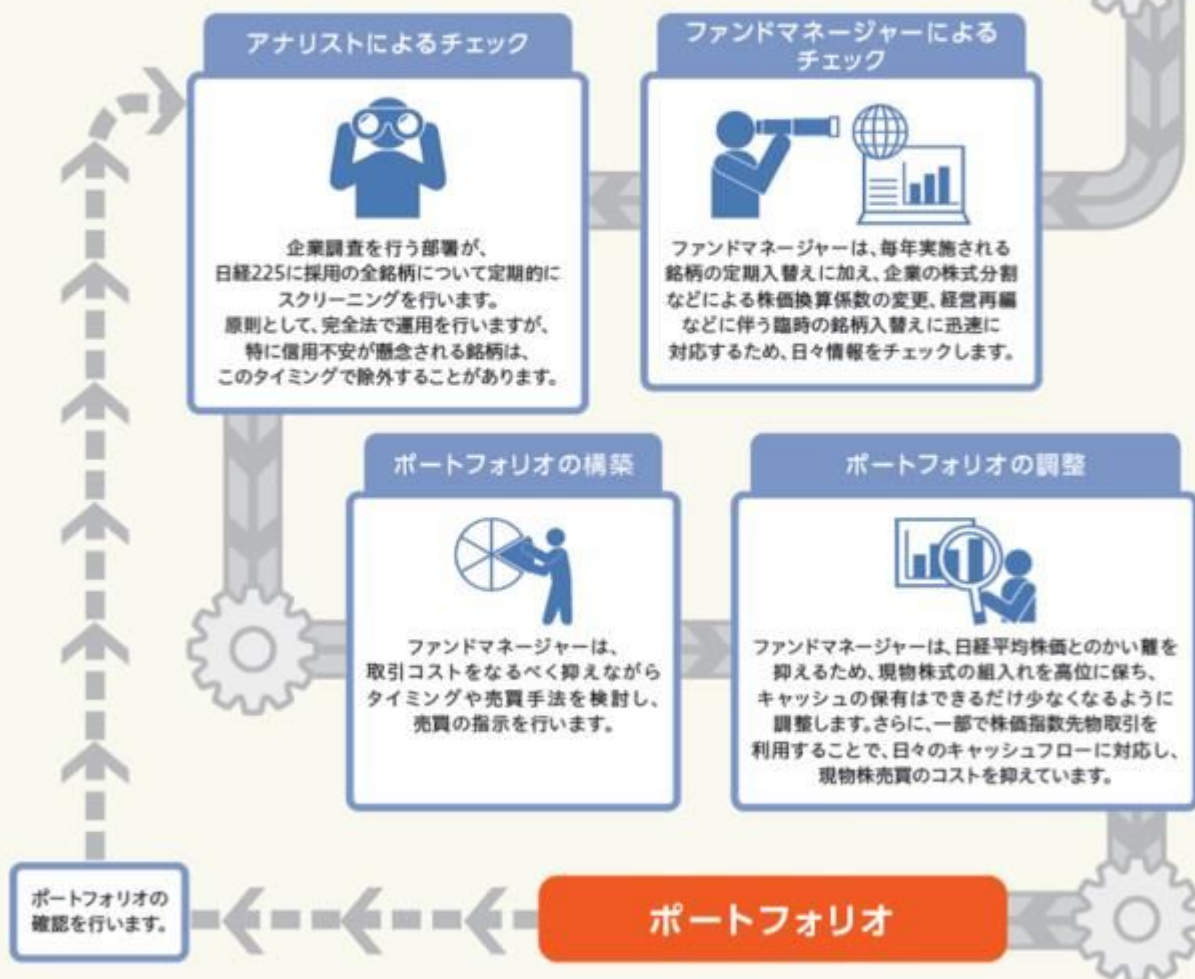 アナリストによるチェック
企業調査を行う部署が、
日経225に採用の全銘柄について定期的に
スクリーニングを行います。
原則として、完全法で運用を行いますが、
特に信用不安が懸念される銘柄は、
このタイミングで除外することがあります。
ファンドマネージャーによる
チェック
ファンドマネージャーは、毎年実施される
銘柄の定期入替えに加え、企業の株式分割
などによる株価換算係数の変更、経営再編
などに伴う臨時の銘柄入替えに迅速に
対応するため、日々情報をチェックします。
ポートフォリオの構築
ファンドマネージャーは、
取引コストをなるべく抑えながら
タイミングや売買手法を検討し、
売買の指示を行います。
ポートフォリオの調整
ファンドマネージャーは、日経平均株価とのかい離を
抑えるため、現物株式の組入れを高位に保ち、
キャッシュの保有はできるだけ少なくなるように
調整します。さらに、一部で株価指数先物取引を
利用することで、日々のキャッシュフローに対応し、
現物株売買のコストを抑えています。
ポートフォリオの
確認を行います。
ポートフォリオ